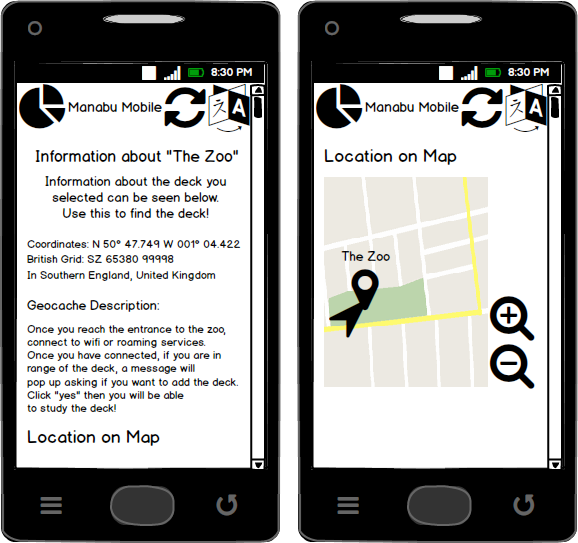 8:30 PM
Manabu Mobile
A
Information about "The Zoo"
Information about the deck you
selected can be seen below.
Use this to find the deck!
Coordinates: N 50° 47.749 W 001° 04.422
British Grid: SZ 65380 99998
In Southern England, United Kingdom
Geocache Description:
Once you reach the entrance to the zoo,
connect to wifi or roaming services.
Once you have connected, if you are in
range of the deck, a message will
pop up asking if you want to add the deck.
Click "yes" then you will be able
to study the deck!
Location on Map
8:30 PM
Manabu Mobile
A
Location on Map
The Zoo